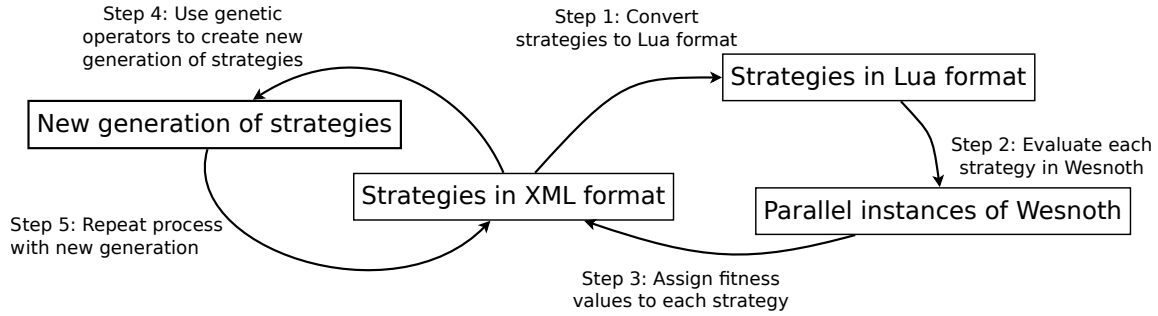 Step 4: Use genetic
operators to create new
generation of strategies
Step 1: Convert
strategies to Lua format
Strategies in Lua format
New generation of strategies
Step 2: Evaluate each
strategy in Wesnoth
Strategies in XML format
Parallel instances of Wesnoth
Step 5: Repeat process
with new generation
Step 3: Assign fitness
values to each strategy